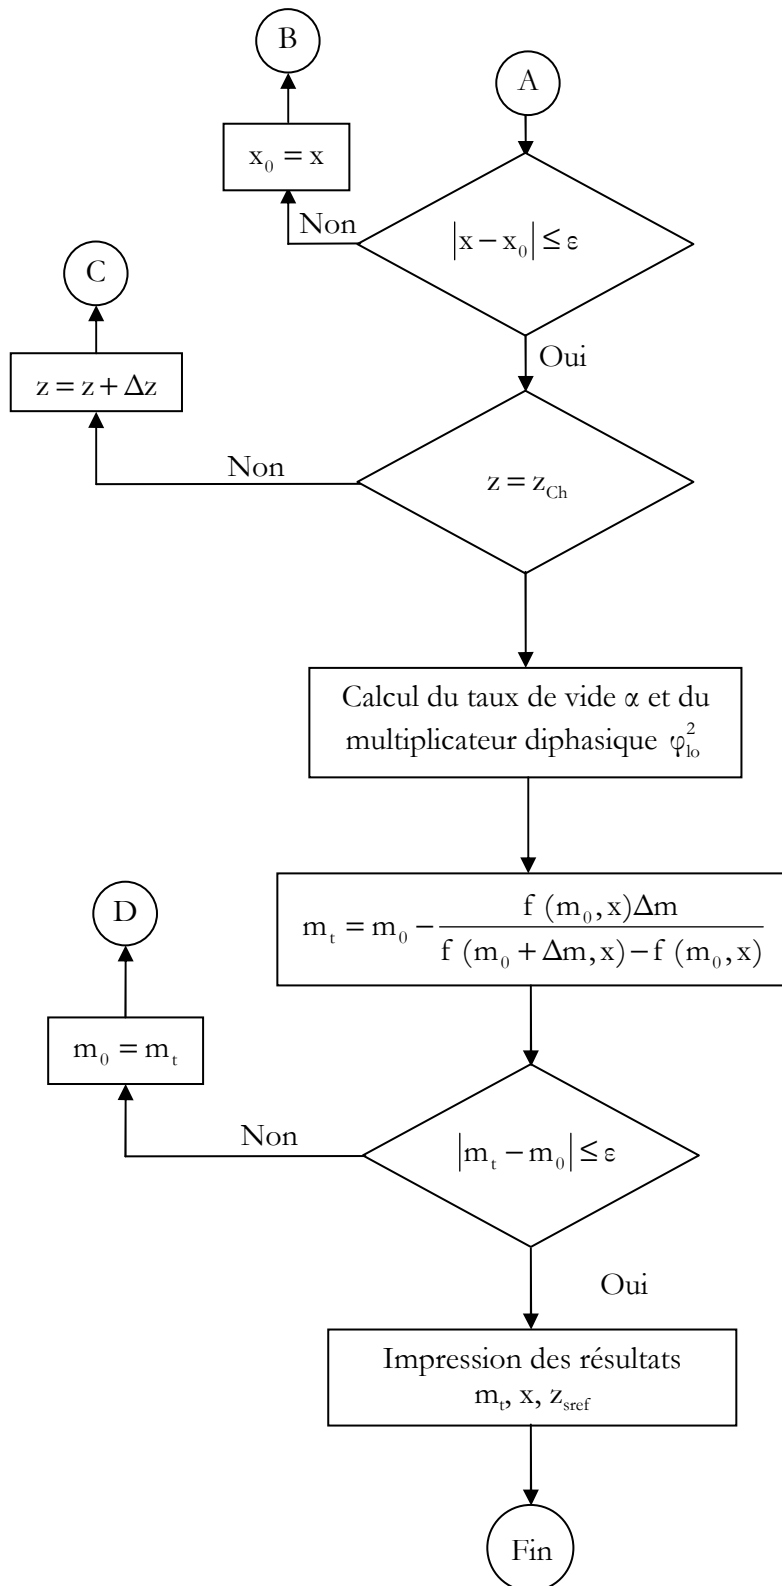 B
A
x₀ = x
Non
|x − x₀| ≤ ε
C
Oui
z = z + Δz
Non
z = z_Ch
Calcul du taux de vide α et du
multiplicateur diphasique φ²_lo
D
m_t = m₀ − f (m₀, x)Δm / f (m₀ + Δm, x) − f (m₀, x)
m₀ = m_t
Non
|m_t − m₀| ≤ ε
Oui
Impression des résultats
m_t, x, z_sref
Fin